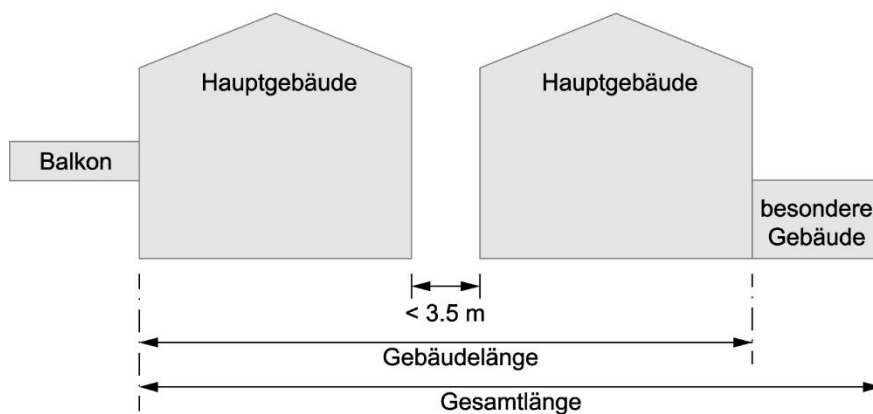 Hauptgebäude
Hauptgebäude
Balkon
besondere
Gebäude
< 3.5 m
Gebäudelänge
Gesamtlänge